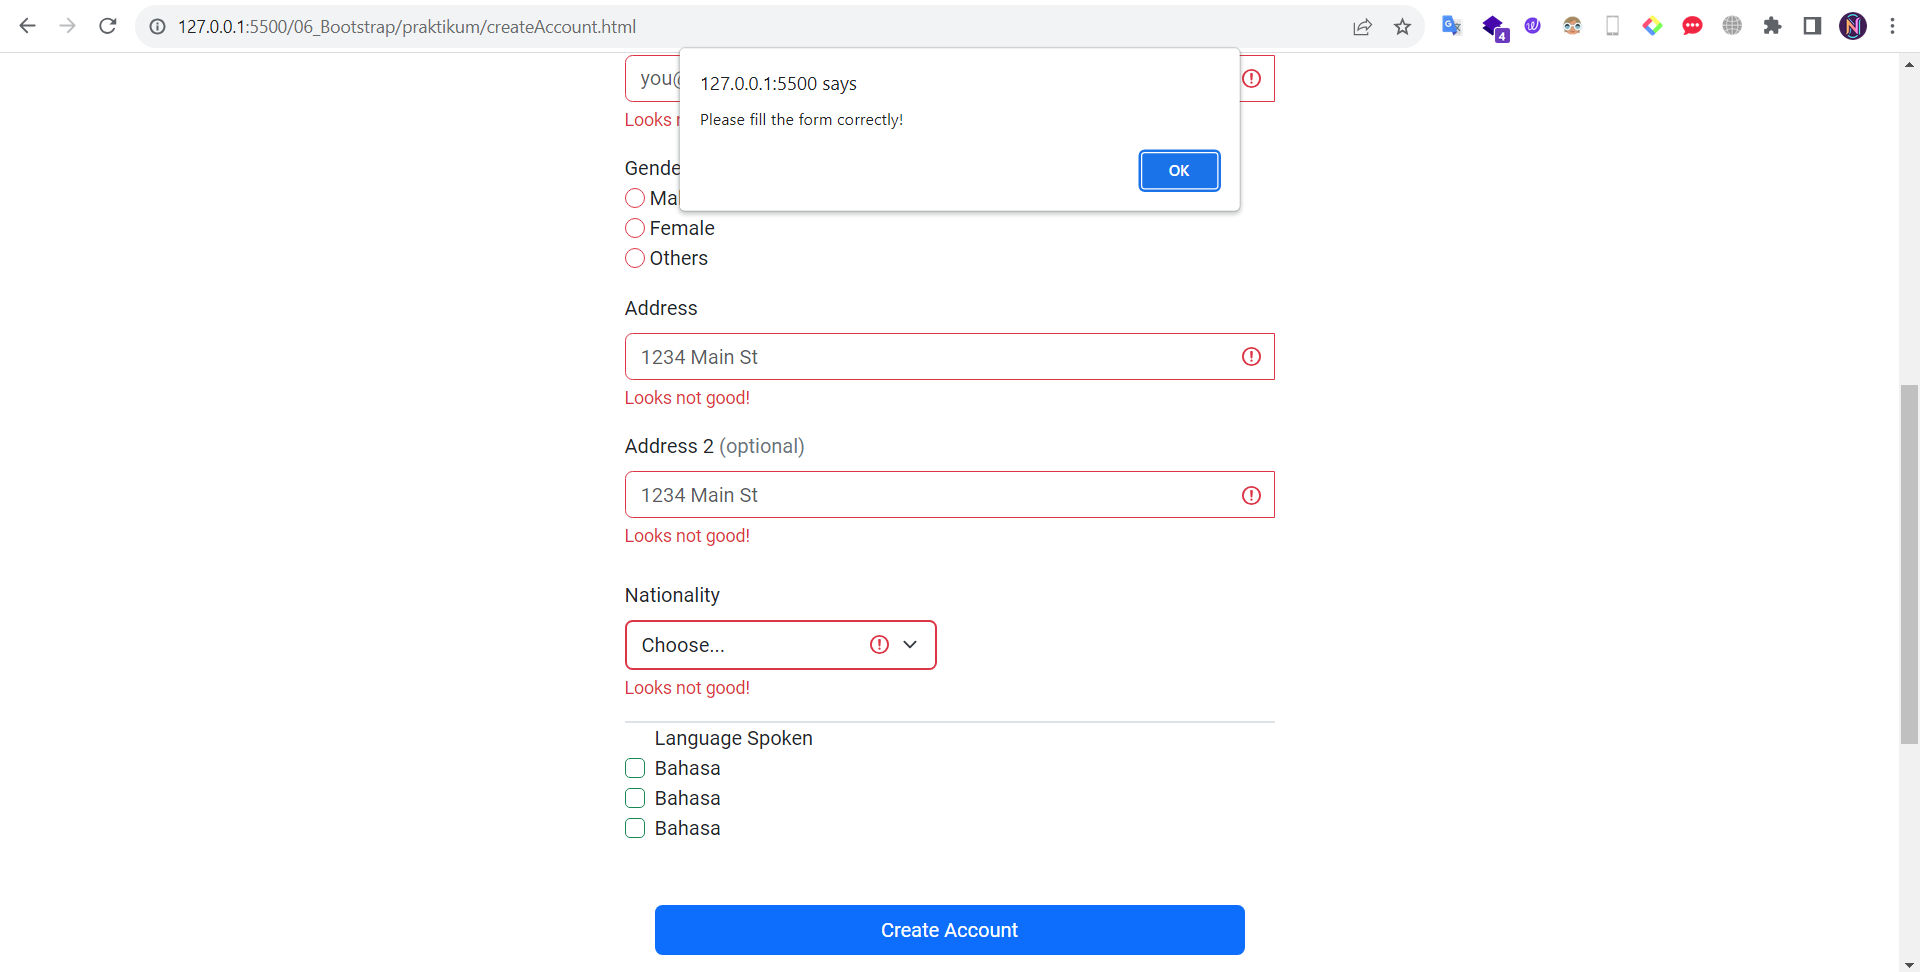 127.0.0.1:5500/06_Bootstrap/praktikum/createAccount.html
4
127.0.0.1:5500 says
Please fill the form correctly!
OK
you@
Looks
Gende
Ma
Female
Others
Address
1234 Main St
Looks not good!
Address 2 (optional)
1234 Main St
Looks not good!
Nationality
Choose...
Looks not good!
Language Spoken
Bahasa
Bahasa
Bahasa
Create Account